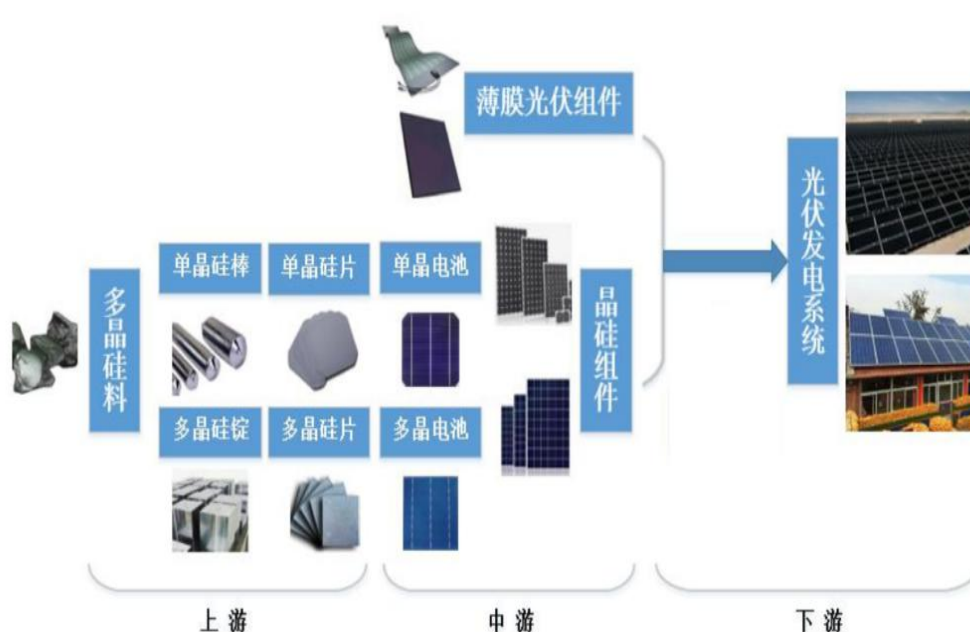 薄膜光伏组件
光伏发电系统
单晶硅棒
单晶硅片
单晶电池
多晶硅料
晶硅组件
多晶硅锭
多晶硅片
多晶电池
上游
中游
下游